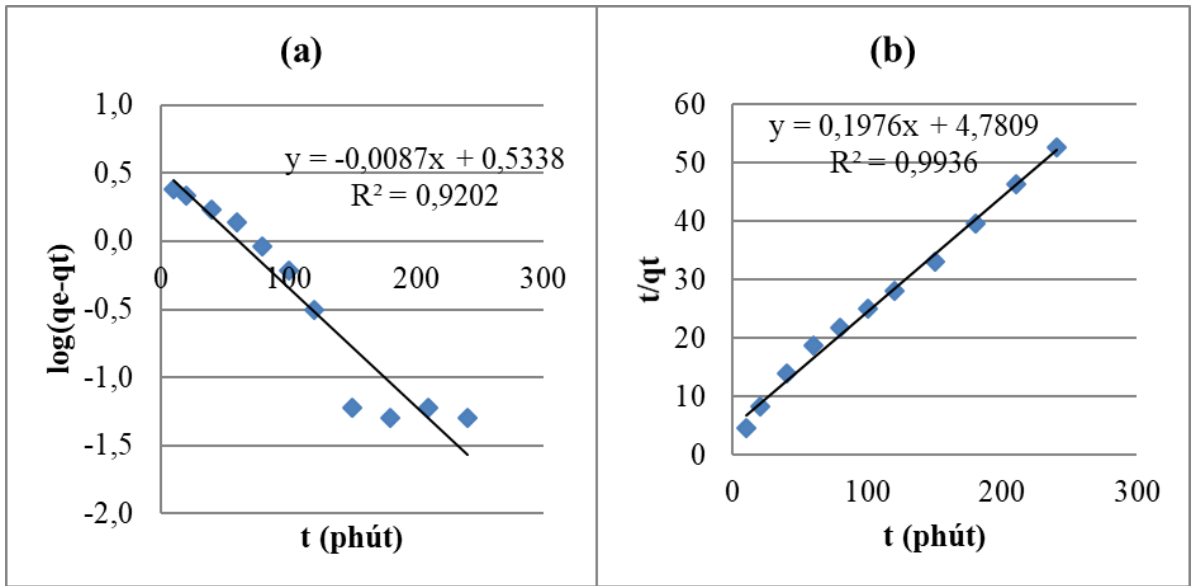 (a)
1,0
0,5
0,0
-0,5
-1,0
-1,5
-2,0
0
100
200
300
y = -0,0087x + 0,5338
R² = 0,9202
log(qe-qt)
t (phút)
(b)
60
50
40
30
20
10
0
0
100
200
300
y = 0,1976x + 4,7809
R² = 0,9936
t/qt
t (phút)